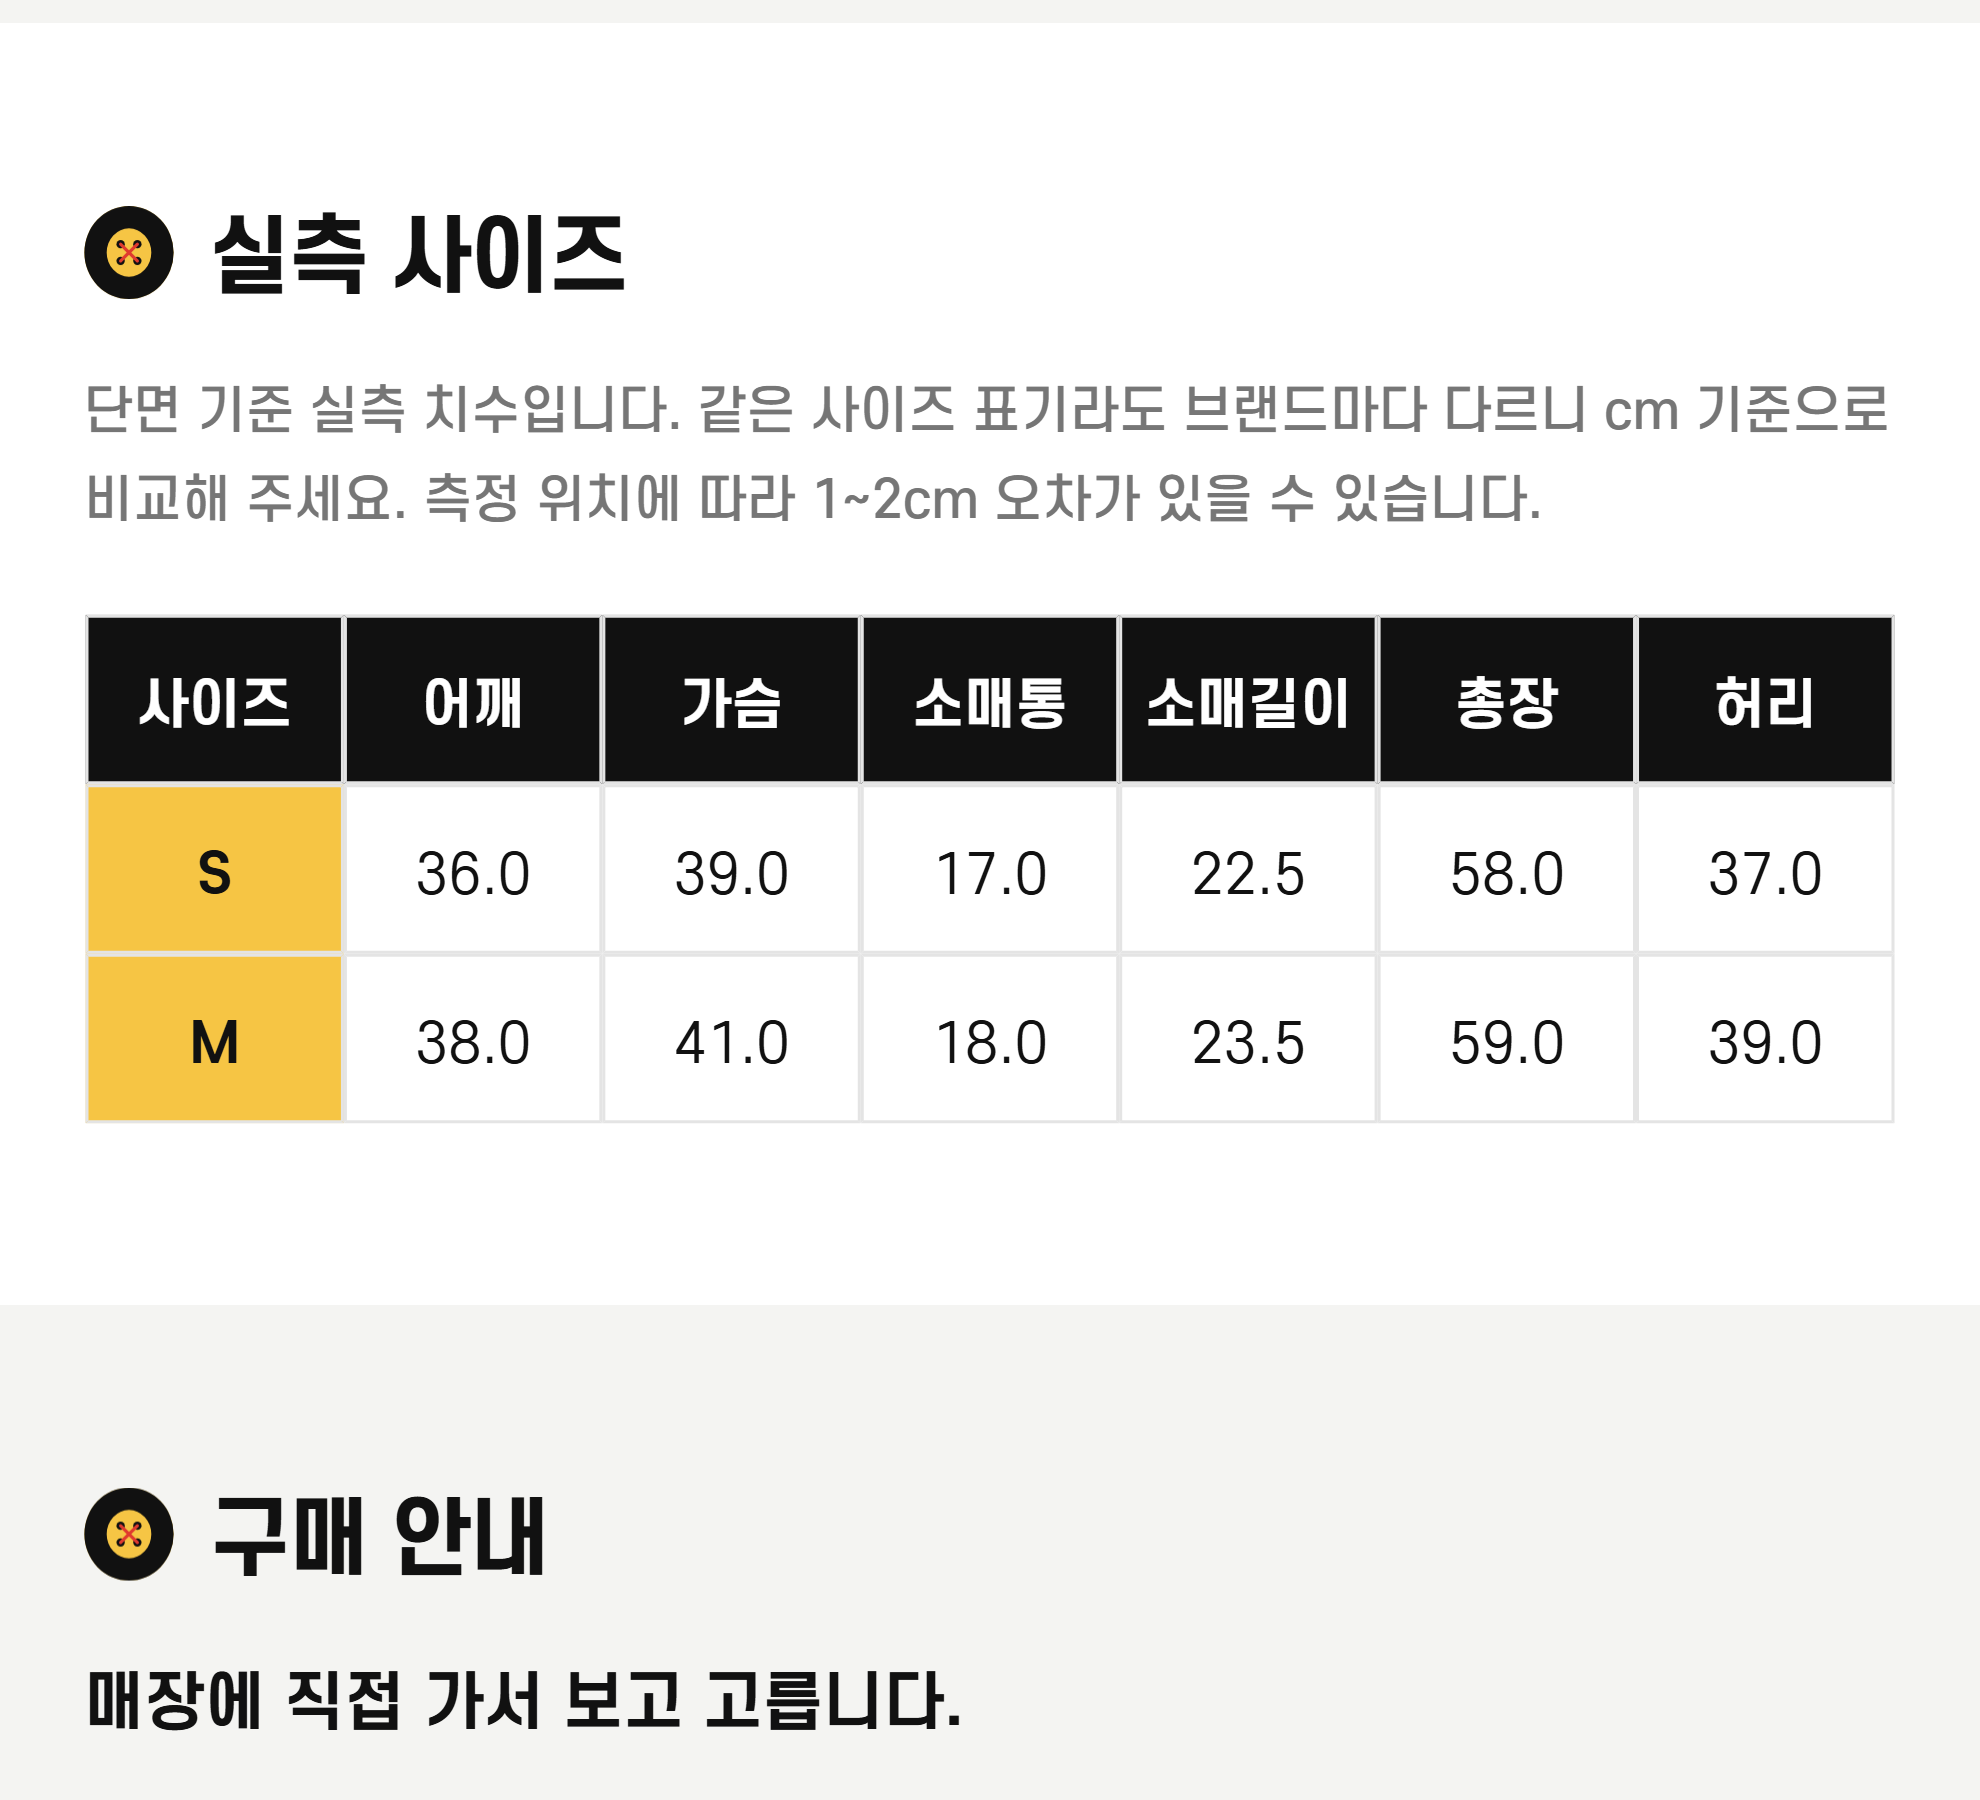 실측 사이즈
단면 기준 실측 치수입니다. 같은 사이즈 표기라도 브랜드마다 다르니 cm 기준으로
비교해 주세요. 측정 위치에 따라 1~2cm 오차가 있을 수 있습니다.
사이즈 어깨 가슴 소매통 소매길이 총장 허리
S 36.0 39.0 17.0 22.5 58.0 37.0
M 38.0 41.0 18.0 23.5 59.0 39.0
구매 안내
매장에 직접 가서 보고 고릅니다.